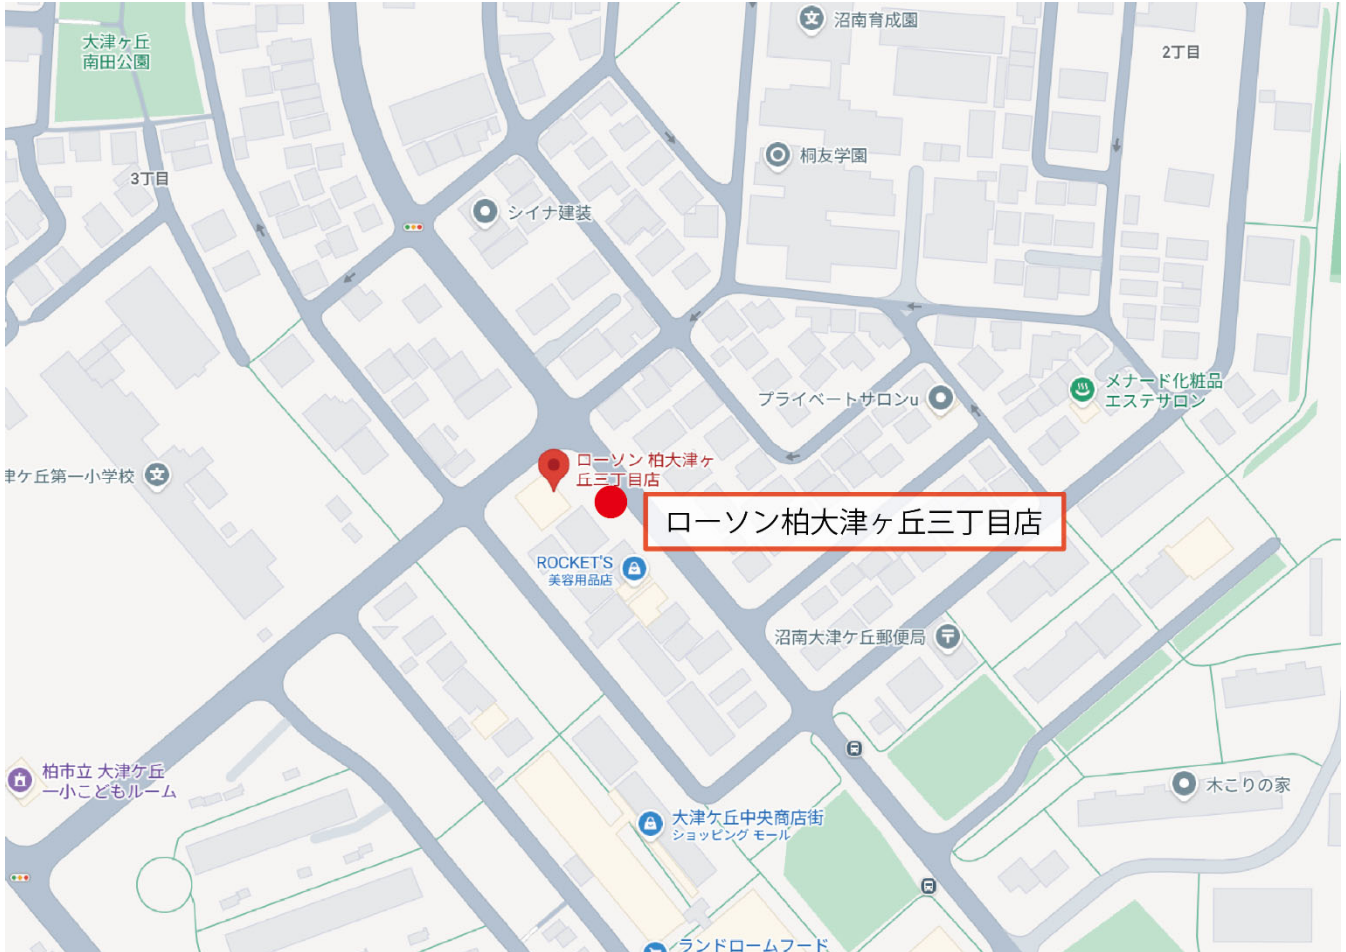 沼南育成園
大津ヶ丘
南田公園
2丁目
桐友学園
3丁目
シイナ建装
メナード化粧品
エステサロン
プライベートサロンu
ローソン 柏大津ヶ
丘三丁目店
津ケ丘第一小学校
文
ローソン柏大津ヶ丘三丁目店
ROCKET'S
美容用品店
沼南大津ケ丘郵便局
柏市立 大津ケ丘
一小こどもルーム
木こりの家
大津ケ丘中央商店街
ショッピング モール
ランドロームフード